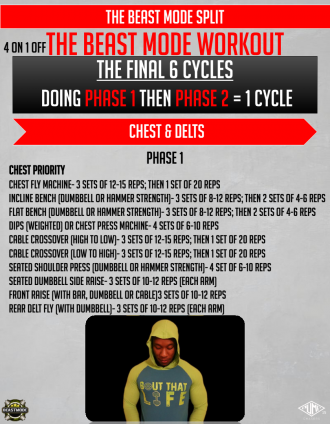 THE BEAST MODE SPLIT
4 ON 1 OFF THE BEAST MODE WORKOUT
THE FINAL 6 CYCLES
DOING PHASE 1 THEN PHASE 2 = 1 CYCLE
CHEST & DELTS
PHASE 1
CHEST PRIORITY
CHEST FLY MACHINE- 3 SETS OF 12-15 REPS; THEN 1 SET OF 20 REPS
INCLINE BENCH (DUMBBELL OR HAMMER STRENGTH)- 3 SETS OF 8-12 REPS; THEN 2 SETS OF 4-6 REPS
FLAT BENCH (DUMBBELL OR HAMMER STRENGTH)- 3 SETS OF 8-12 REPS; THEN 2 SETS OF 4-6 REPS
DIPS (WEIGHTED) OR CHEST PRESS MACHINE- 4 SETS OF 6-10 REPS
CABLE CROSSOVER (HIGH TO LOW)- 3 SETS OF 12-15 REPS; THEN 1 SET OF 20 REPS
CABLE CROSSOVER (LOW TO HIGH)- 3 SETS OF 12-15 REPS; THEN 1 SET OF 20 REPS
SEATED SHOULDER PRESS (DUMBBELL OR HAMMER STRENGTH)- 4 SET OF 6-10 REPS
SEATED DUMBBELL SIDE RAISE- 3 SETS OF 10-12 REPS (EACH ARM)
FRONT RAISE (WITH BAR, DUMBBELL OR CABLE)3 SETS OF 10-12 REPS
REAR DELT FLY (WITH DUMBBELL)- 3 SETS OF 10-12 REPS (EACH ARM)
BOUT THAT
LIFE
BEASTMODE